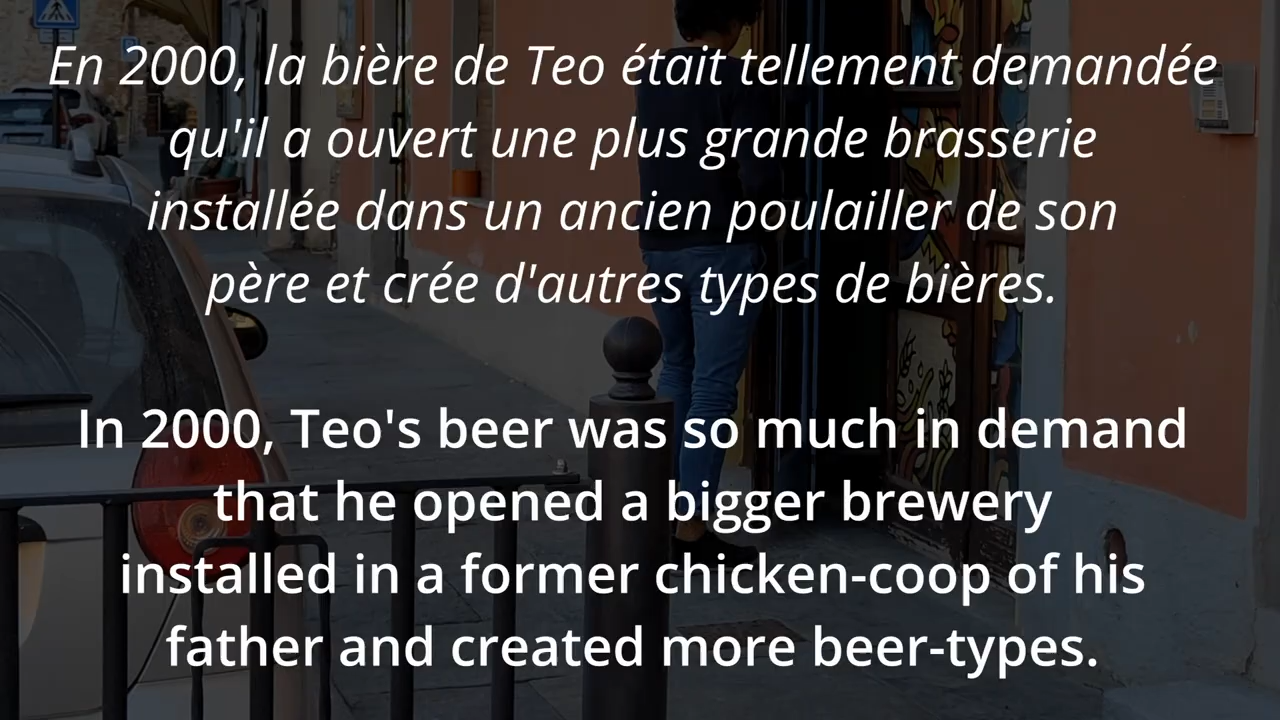 En 2000, la bière de Teo était tellement demandée
qu'il a ouvert une plus grande brasserie
installée dans un ancien poulailler de son
père et crée d'autres types de bières.
In 2000, Teo's beer was so much in demand
that he opened a bigger brewery
installed in a former chicken-coop of his
father and created more beer-types.